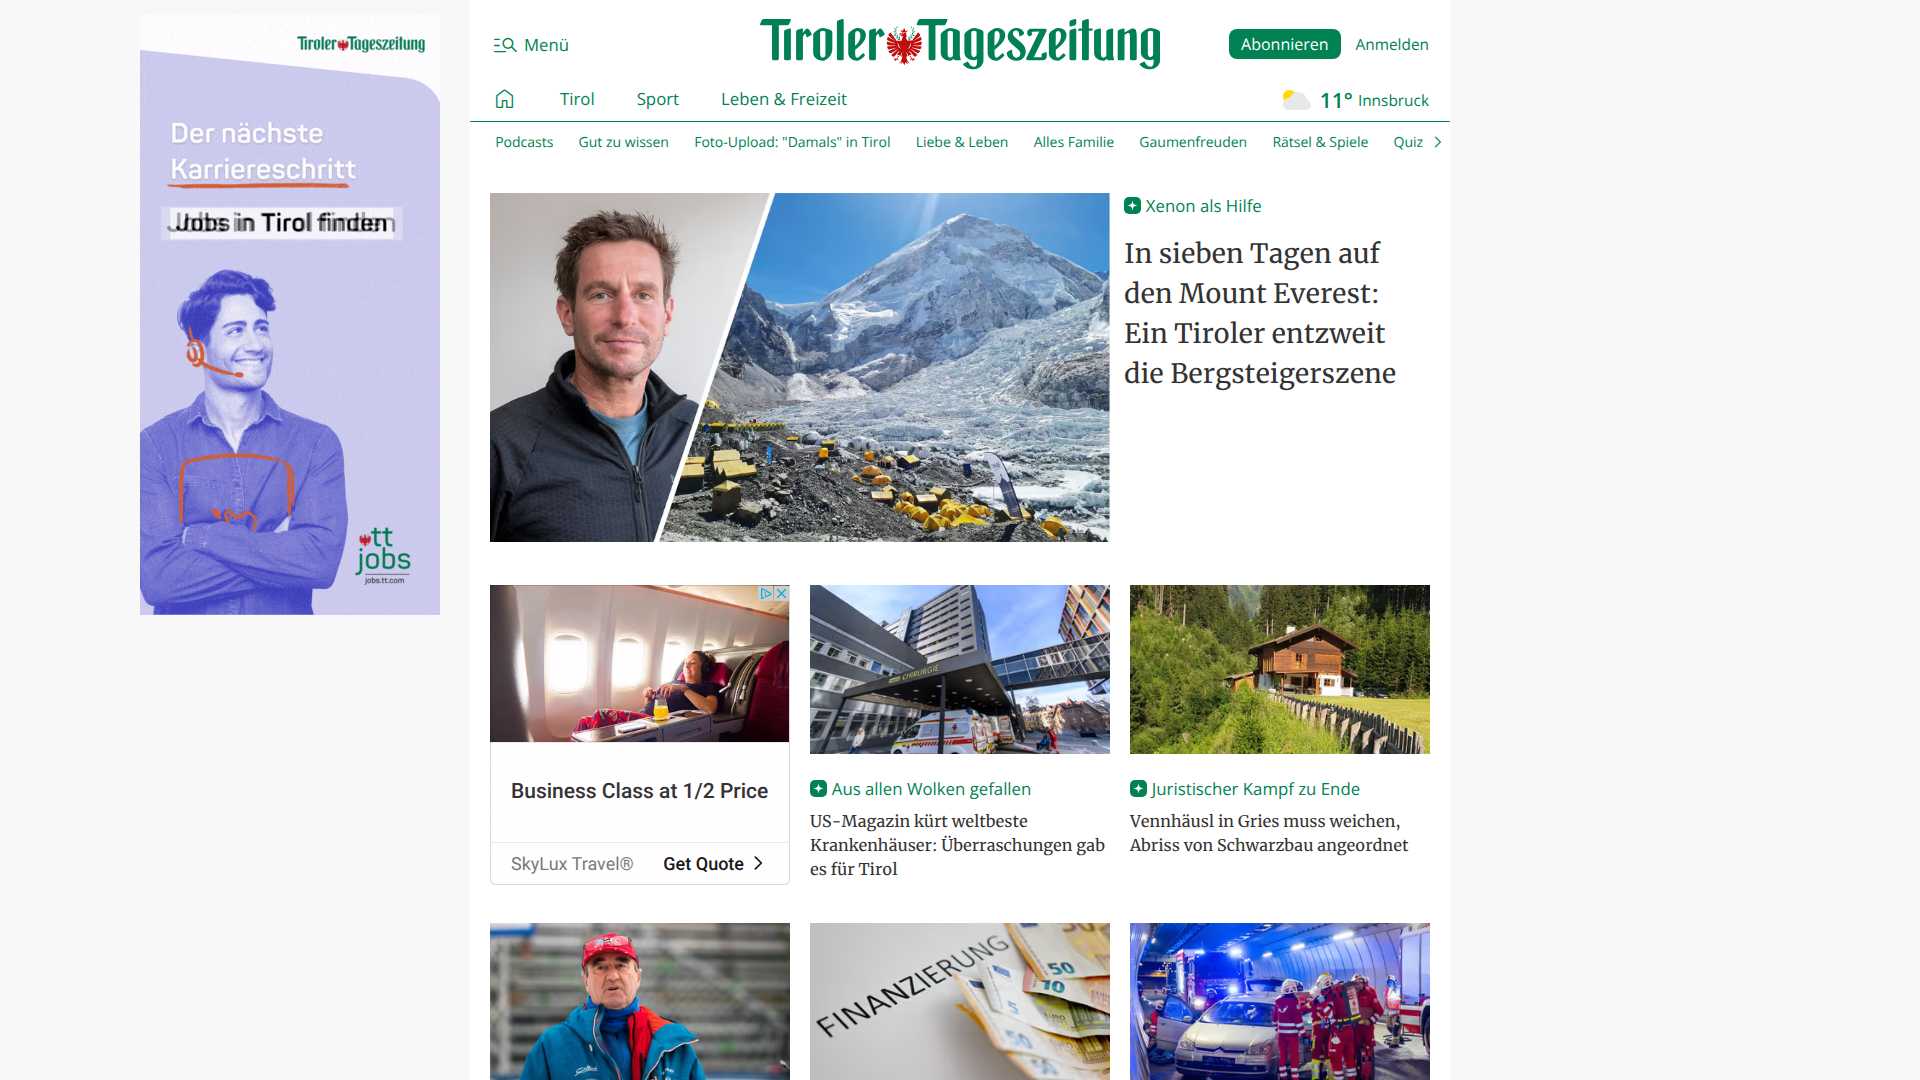 Tiroler Tageszeitung
Der nächste
Karriereschritt
Jobs in Tirol finden
tt
jobs
jobs.tt.com
Menü
Tiroler Tageszeitung
Abonnieren
Anmelden
Tirol
Sport
Leben & Freizeit
11° Innsbruck
Podcasts
Gut zu wissen
Foto-Upload: "Damals" in Tirol
Liebe & Leben
Alles Familie
Gaumenfreuden
Rätsel & Spiele
Quiz
Xenon als Hilfe
In sieben Tagen auf
den Mount Everest:
Ein Tiroler entzweit
die Bergsteigerszene
Business Class at 1/2 Price
SkyLux Travel®
Get Quote
CHIRURGIE
Aus allen Wolken gefallen
US-Magazin kürt weltbeste
Krankenhäuser: Überraschungen gab
es für Tirol
Juristischer Kampf zu Ende
Vennhäusl in Gries muss weichen,
Abriss von Schwarzbau angeordnet
FINANZIERUNG
50
50
10
5
50